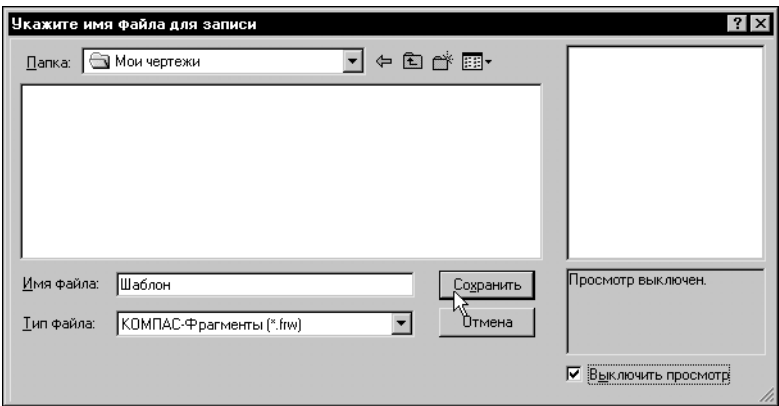 Укажите имя файла для записи
Папка: Мои чертежи
Имя файла: Шаблон
Сохранить
Тип файла: КОМПАС-Фрагменты (*.frw)
Отмена
Просмотр выключен.
Выключить просмотр